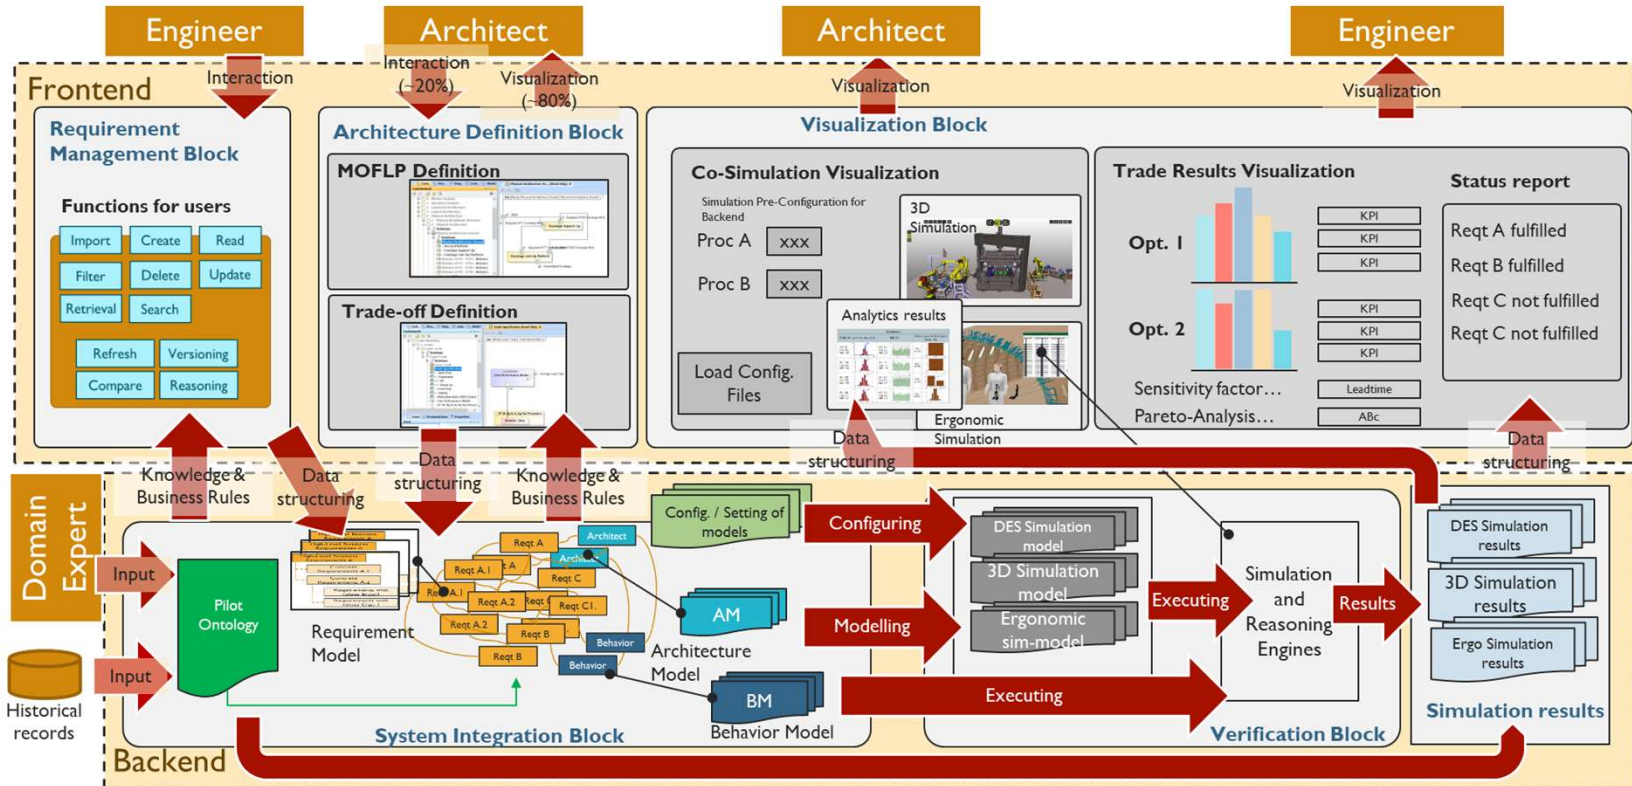 Engineer
Architect
Architect
Engineer
Interaction
Interaction
(~20%)
Visualization
(~80%)
Visualization
Visualization
Frontend
Requirement
Management Block
Functions for users
Import
Create
Read
Filter
Delete
Update
Retrieval
Search
Refresh
Versioning
Compare
Reasoning
Architecture Definition Block
MOFLP Definition
Trade-off Definition
Visualization Block
Co-Simulation Visualization
Simulation Pre-Configuration for
Backend
Proc A
xxx
Proc B
xxx
Load Config.
Files
3D
Simulation
Analytics results
Ergonomic
Simulation
Trade Results Visualization
Opt. 1
KPI
KPI
KPI
Opt. 2
KPI
KPI
KPI
Sensitivity factor…
Leadtime
Pareto-Analysis…
ABc
Status report
Reqt A fulfilled
Reqt B fulfilled
Reqt C not fulfilled
Reqt C not fulfilled
Knowledge &
Business Rules
Data
structuring
Data
structuring
Knowledge &
Business Rules
Data
structuring
Data
structuring
Domain
Expert
Input
Input
Historical
records
Pilot
Ontology
Requirement
Model
Reqt A
Reqt A.1
Reqt C
Reqt A.2
Reqt C1.
Reqt A.2
Reqt B
Reqt B
Architect
Behavior
Behavior
Config. / Setting of
models
AM
Architecture
Model
BM
Behavior Model
System Integration Block
Configuring
Modelling
Executing
DES Simulation
model
3D Simulation
model
Ergonomic
sim-model
Executing
Simulation
and
Reasoning
Engines
Results
Verification Block
DES Simulation
results
3D Simulation
results
Ergo Simulation
results
Simulation results
Backend